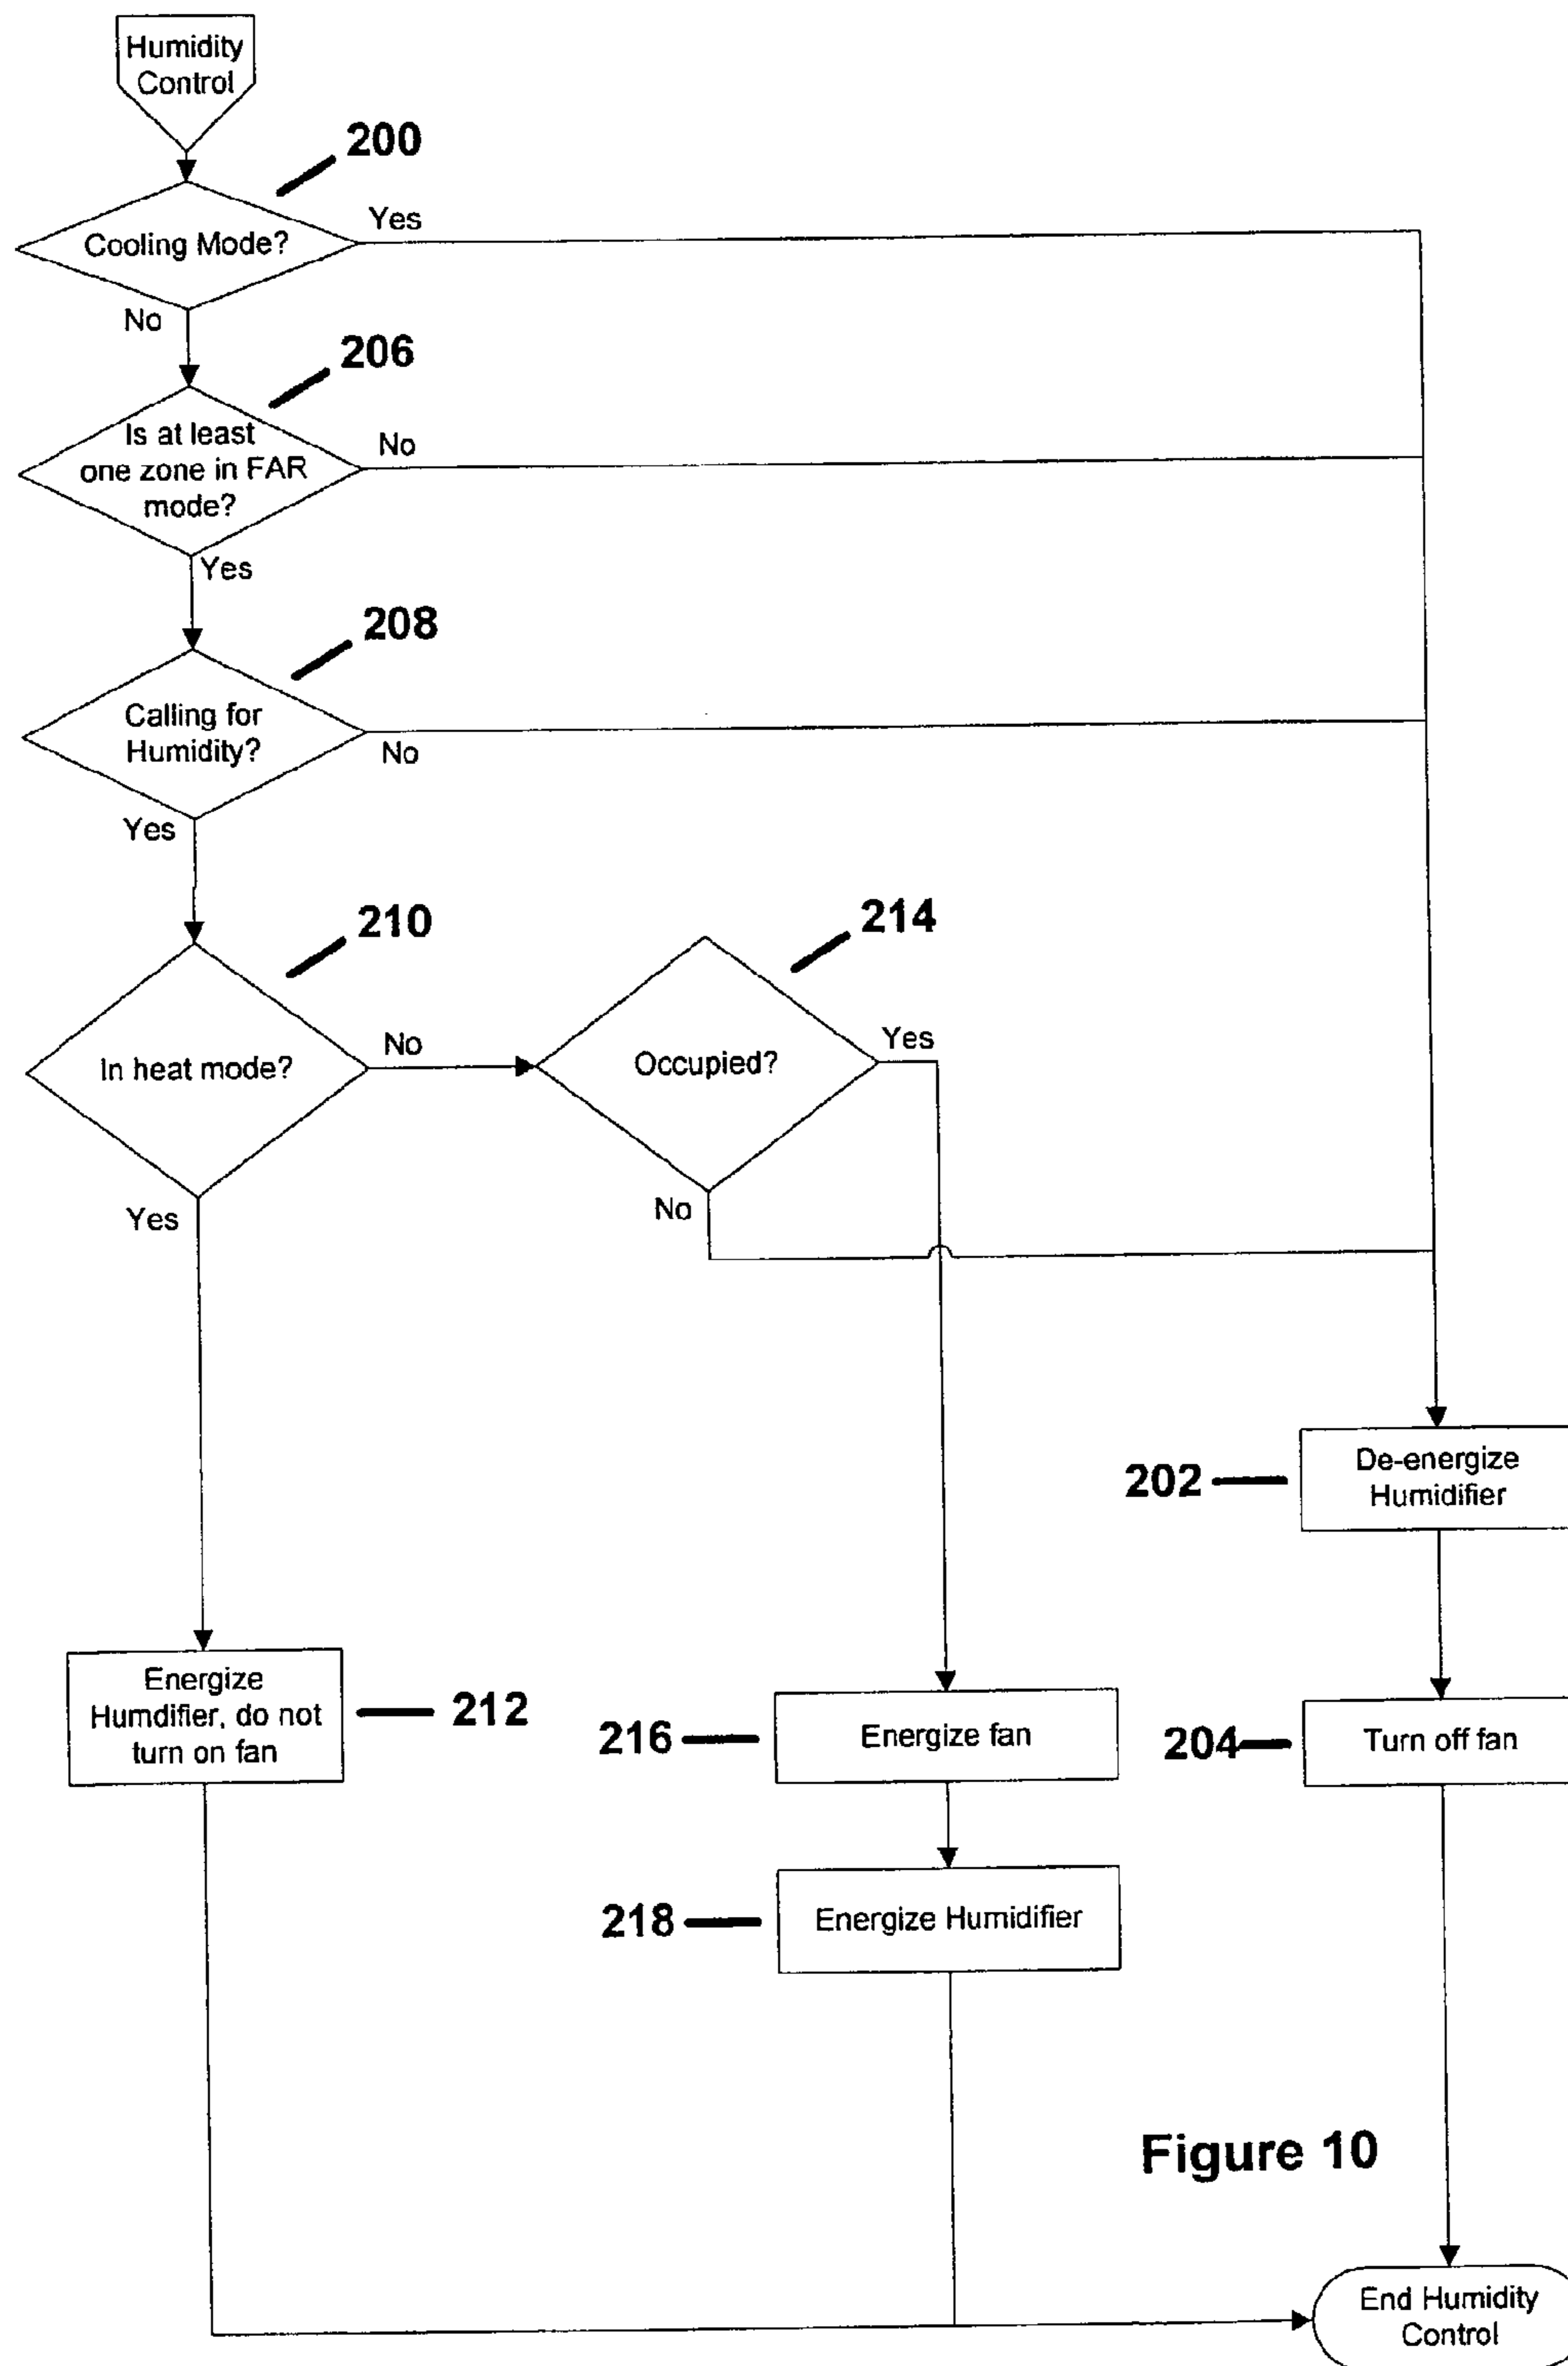 Humidity
Control
200
Cooling Mode?
Yes
No
206
Is at least
one zone in FAR
mode?
No
Yes
208
Calling for
Humidity?
No
Yes
210
In heat mode?
No
Yes
214
Occupied?
Yes
No
202
De-energize
Humidifier
Energize
Humdifier, do not
turn on fan
212
216
Energize fan
204
Turn off fan
218
Energize Humidifier
Figure 10
End Humidity
Control